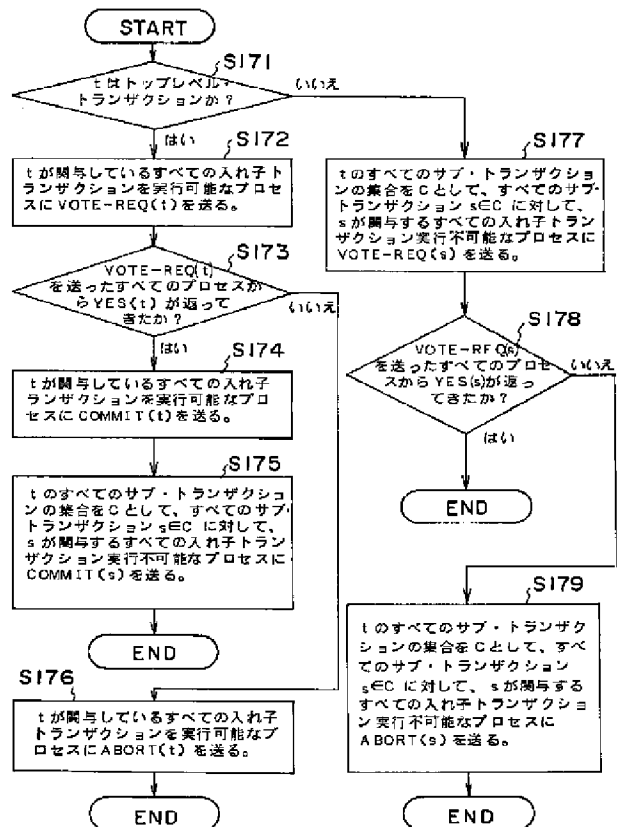 START
S171
tはトップレベル・
トランザクションか？
いいえ
はい
S172
tが関与しているすべての入れ子ト
ランザクションを実行可能なプロセス
にVOTE-REQ(t)を送る。
S173
VOTE-REQ(t)
を送ったすべてのプロセスか
らYES(t)が返って
きたか？
いいえ
はい
S174
tが関与しているすべての入れ子ト
ランザクションを実行可能なプロ
セスにCOMMIT(t)を送る。
S175
tのすべてのサブ・トランザクショ
ンの集合をCとして、すべてのサブ・
トランザクションs∈Cに対して、
sが関与するすべての入れ子トラン
ザクション実行不可能なプロセスに
COMMIT(s)を送る。
END
S176
tが関与しているすべての入れ子
トランザクションを実行可能なプ
ロセスにABORT(t)を送る。
END
S177
tのすべてのサブ・トランザクショ
ンの集合をCとして、すべてのサブ・
トランザクションs∈Cに対して、
sが関与するすべての入れ子トラン
ザクション実行不可能なプロセスに
VOTE-REQ(s)を送る。
S178
VOTE-REQ(s)
を送ったすべてのプロセ
スからYES(s)が返っ
てきたか？
いいえ
はい
END
S179
tのすべてのサブ・トランザク
ションの集合をCとして、すべ
てのサブ・トランザクション
s∈Cに対して、sが関与する
すべての入れ子トランザクショ
ン実行不可能なプロセスに
ABORT(s)を送る。
END